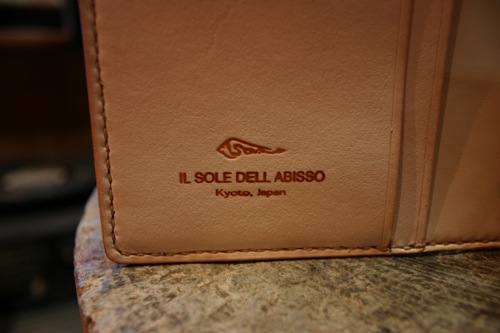 IL SOLE DELL ABISSO
Kyoto, Japan